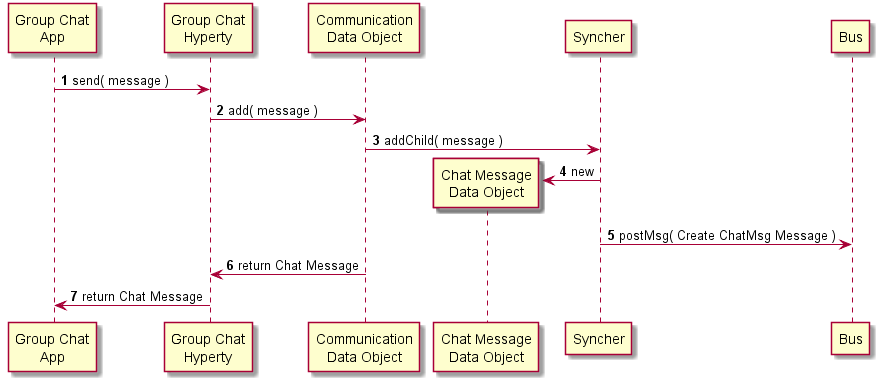 Group Chat
App
Group Chat
Hyperty
Communication
Data Object
Syncher
Bus
1 send( message )
2 add( message )
3 addChild( message )
Chat Message
Data Object
4 new
5 postMsg( Create ChatMsg Message )
6 return Chat Message
7 return Chat Message
Group Chat
App
Group Chat
Hyperty
Communication
Data Object
Chat Message
Data Object
Syncher
Bus